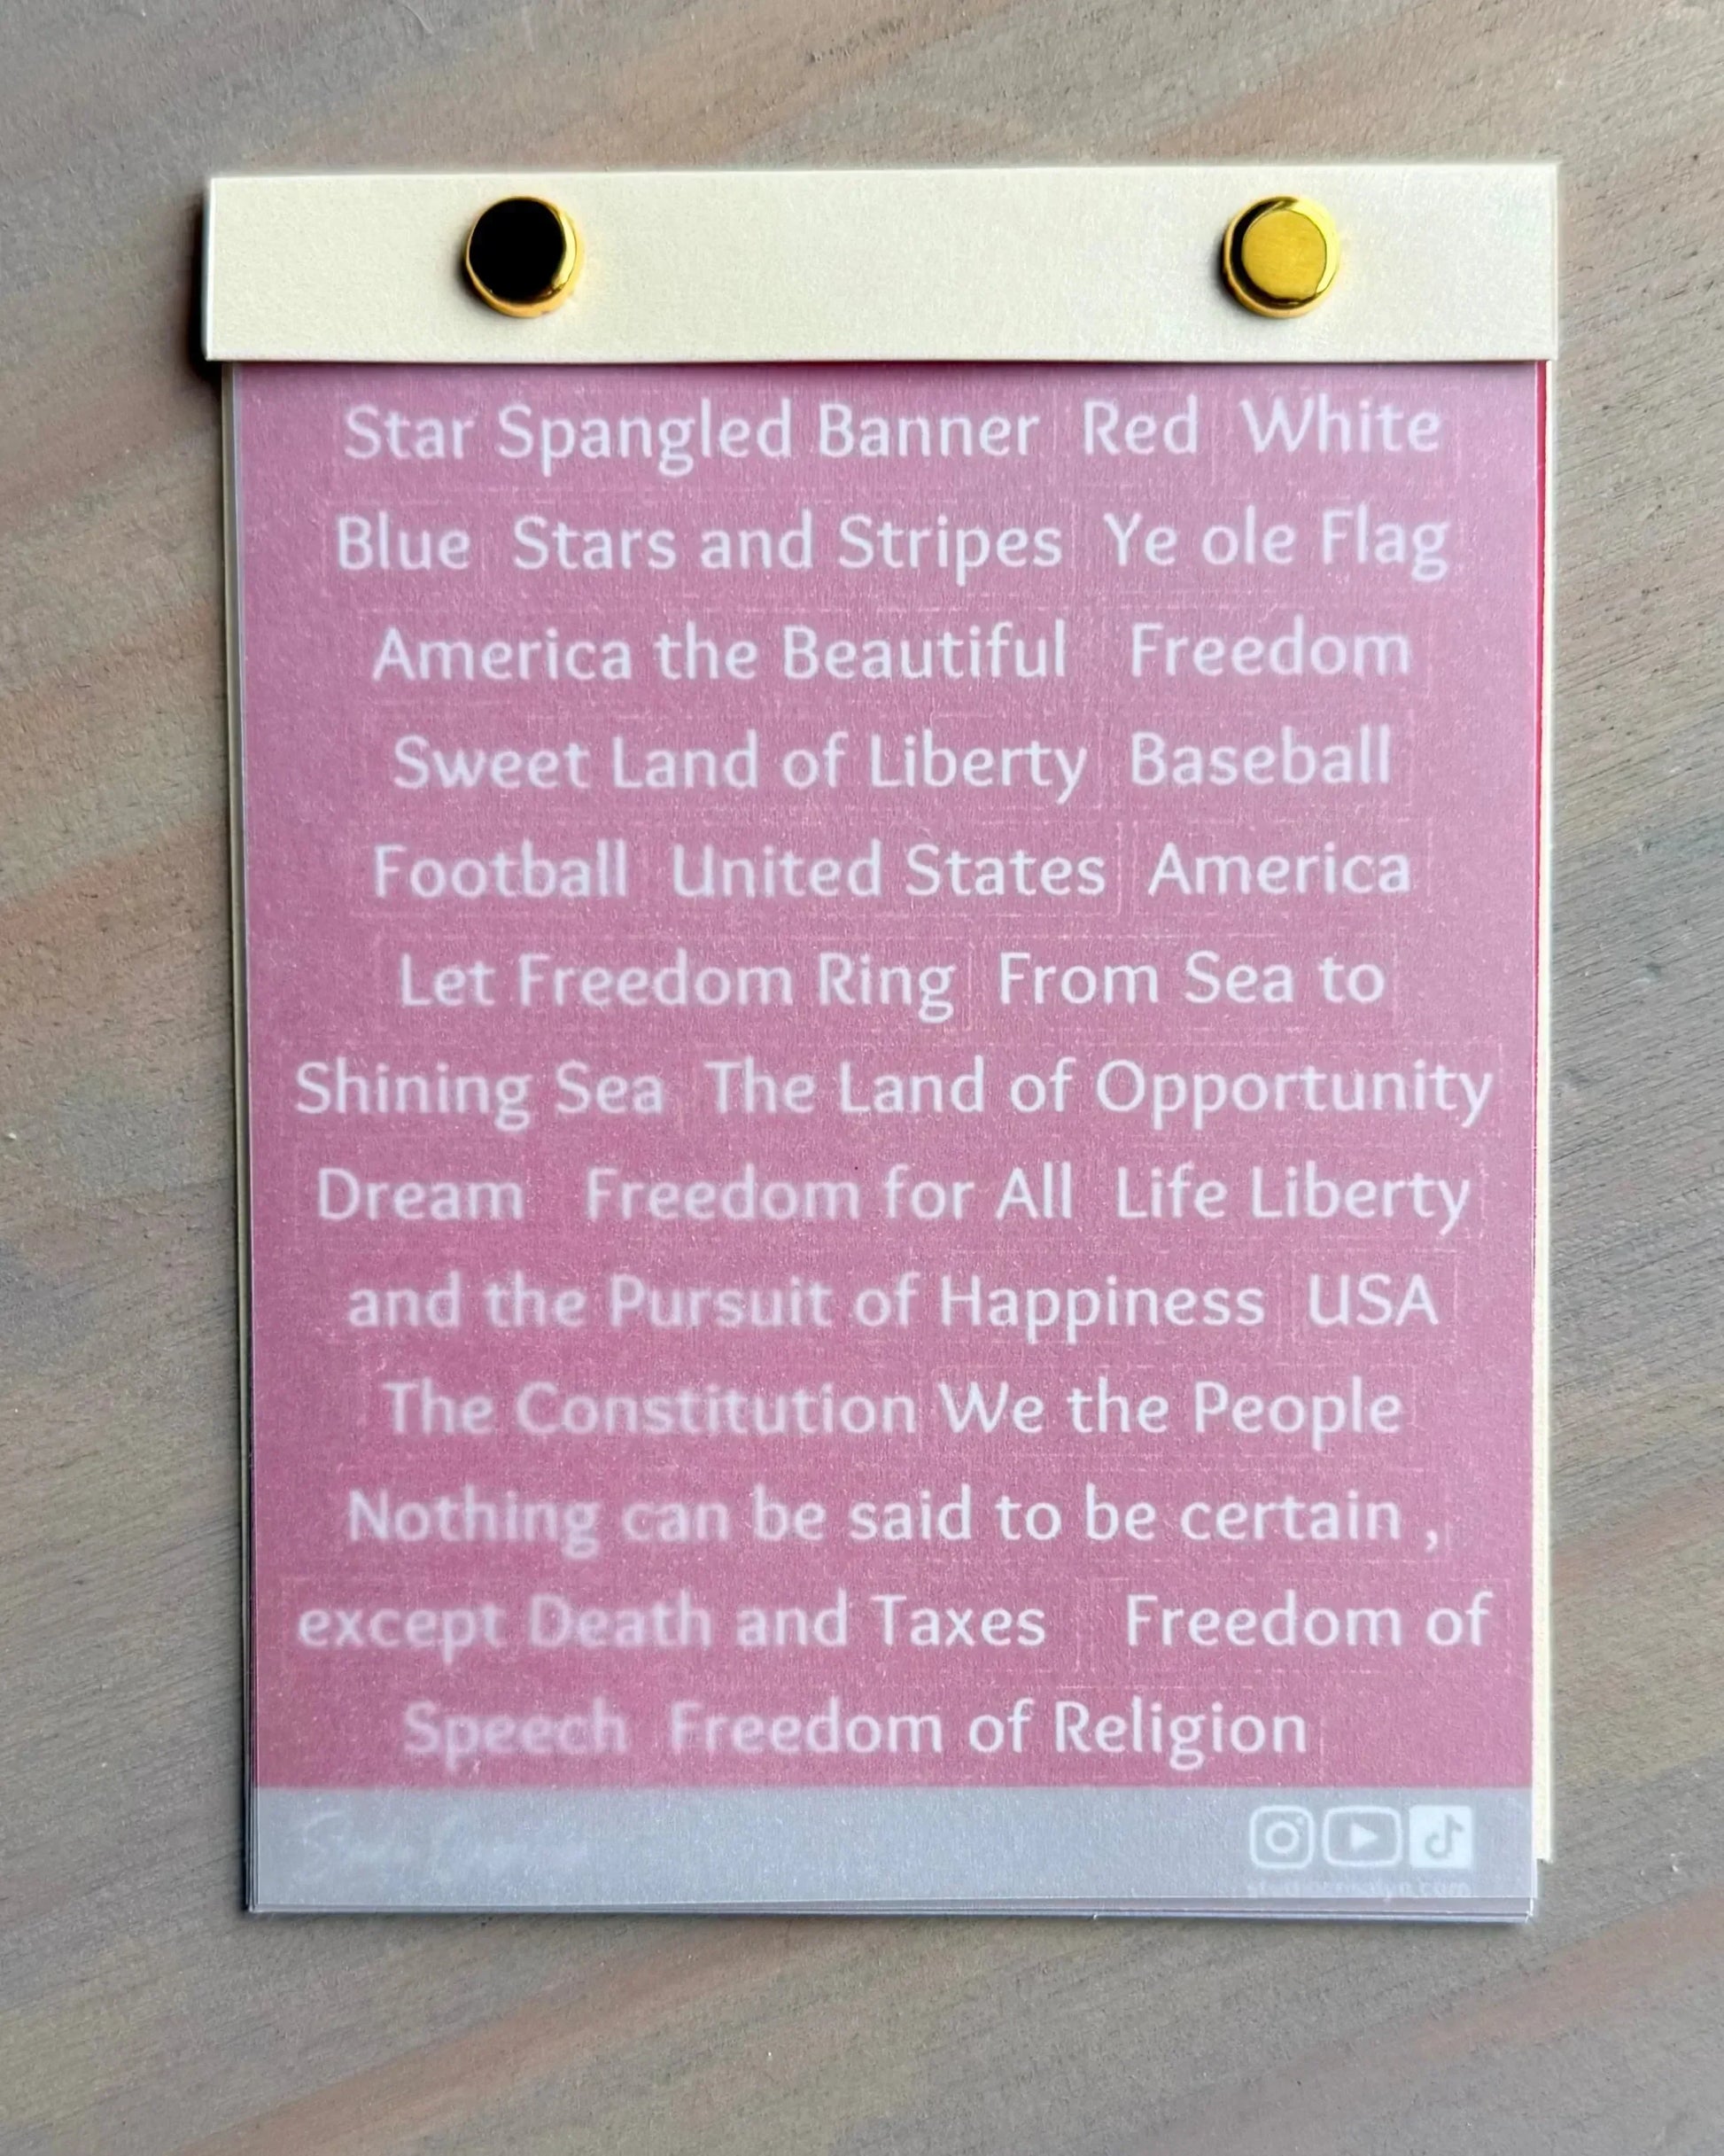 Star Spangled Banner Red White
Blue Stars and Stripes Ye ole Flag
America the Beautiful Freedom
Sweet Land of Liberty Baseball
Football United States America
Let Freedom Ring From Sea to
Shining Sea The Land of Opportunity
Dream Freedom for All Life Liberty
and the Pursuit of Happiness USA
The Constitution We the People
Nothing can be said to be certain ,
except Death and Taxes Freedom of
Speech Freedom of Religion